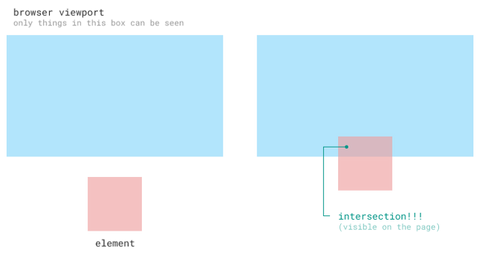 browser viewport
only things in this box can be seen
element
intersection!!!
(visible on the page)